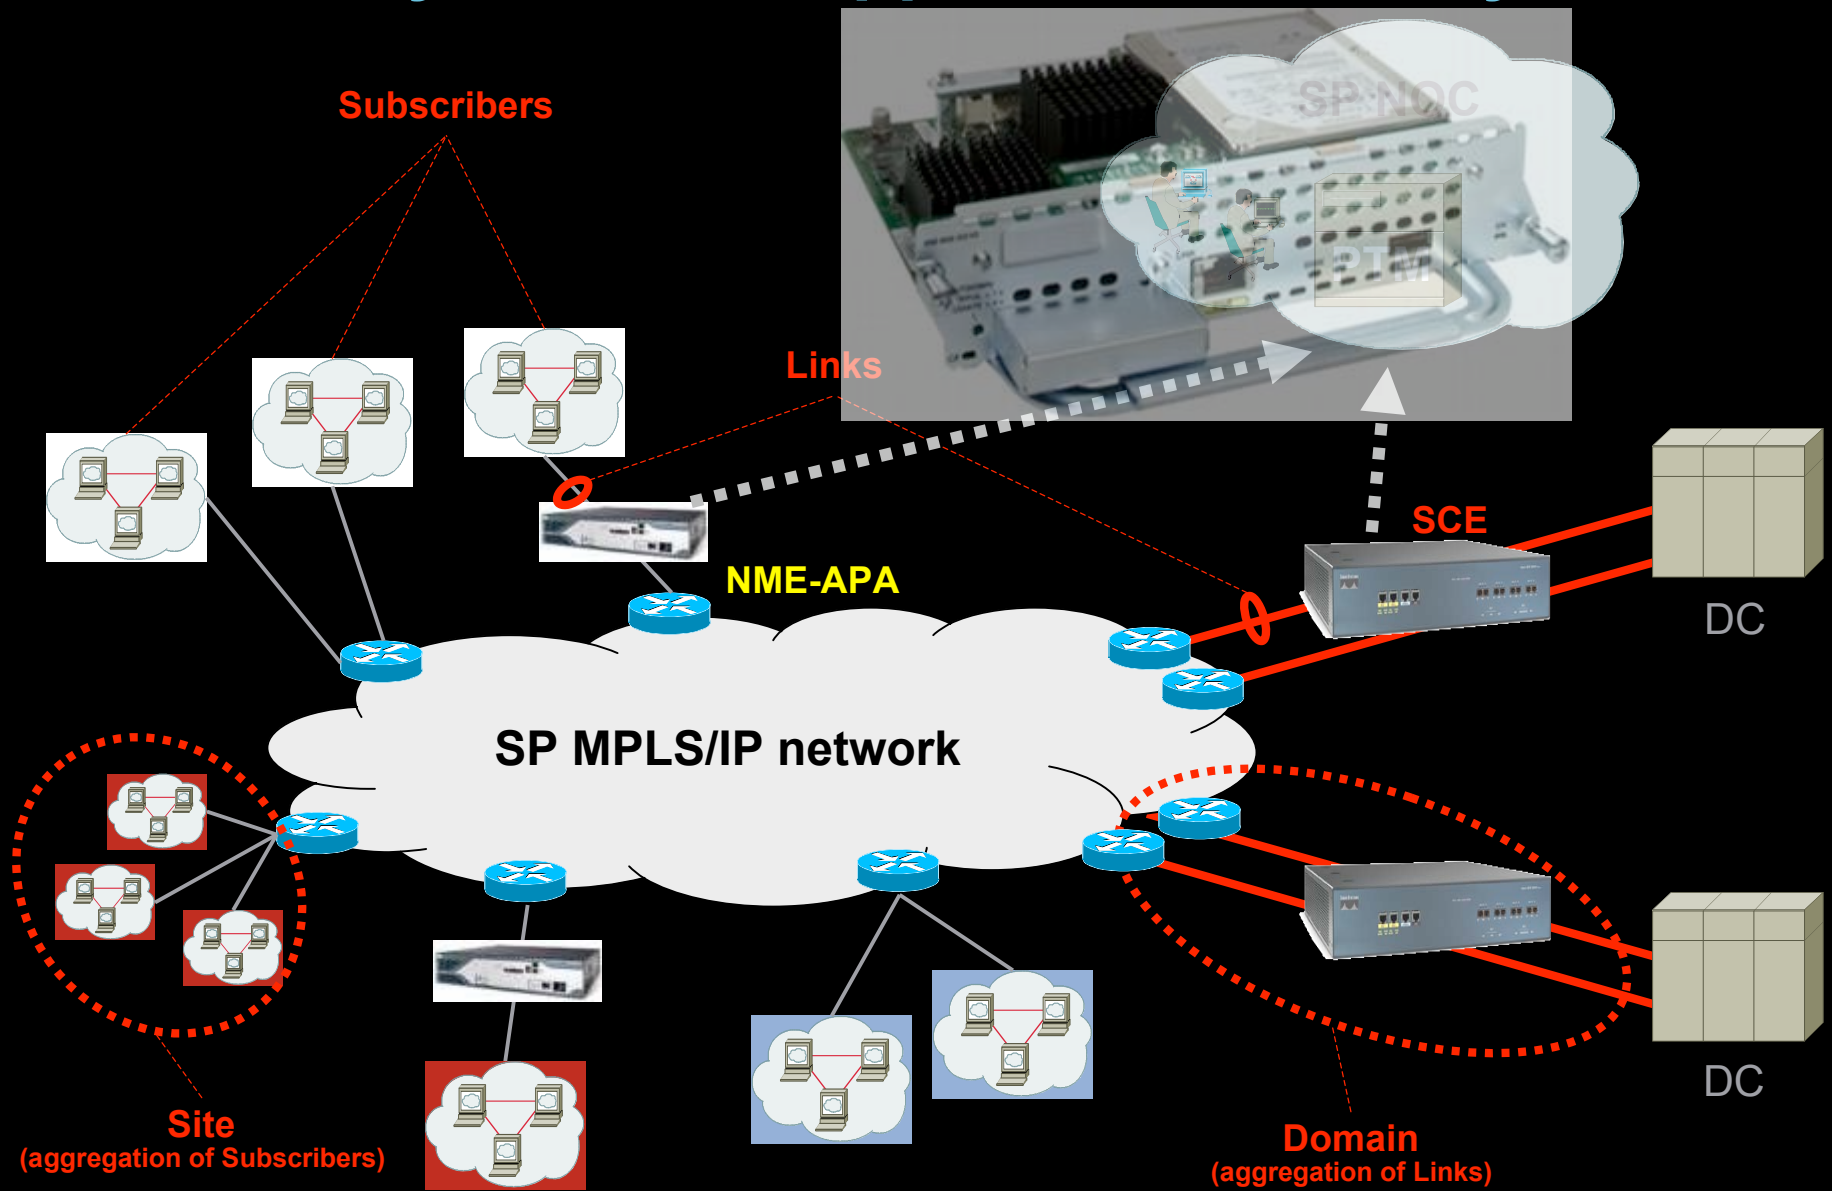 Subscribers
SP NOC
PTM
Links
SCE
NME-APA
DC
SP MPLS/IP network
DC
Site
(aggregation of Subscribers)
Domain
(aggregation of Links)